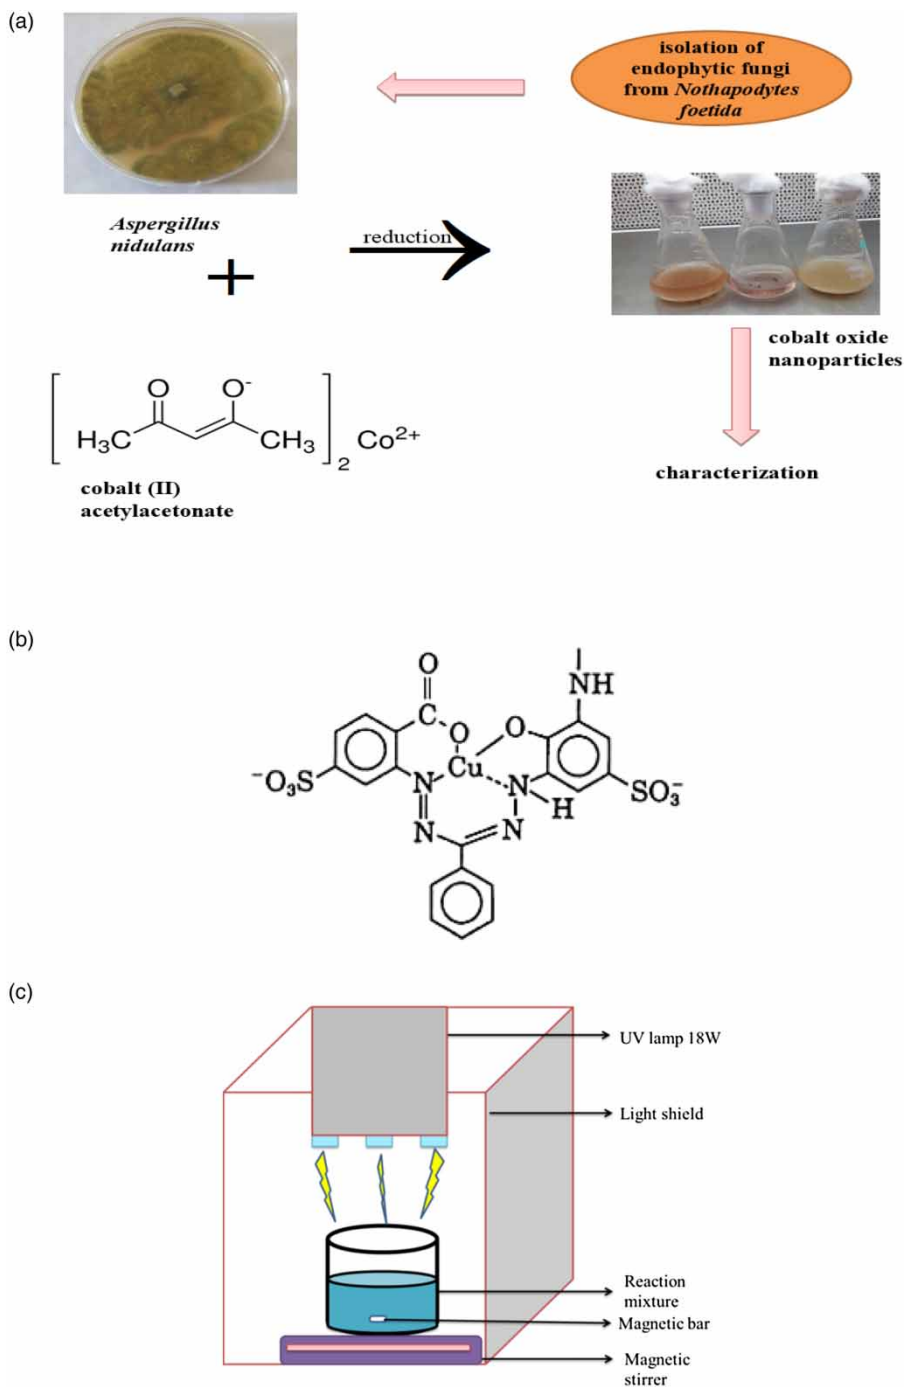 (a)
isolation of
endophytic fungi
from Nothapodytes
foetida
Aspergillus
nidulans
+
reduction
cobalt oxide
nanoparticles
characterization
O O-
H3C CH3 2 Co2+
cobalt (II)
acetylacetonate
(b)
O
NH
C O O
Cu
-O3S N N H SO3-
N N
(c)
UV lamp 18W
Light shield
Reaction
mixture
Magnetic bar
Magnetic
stirrer